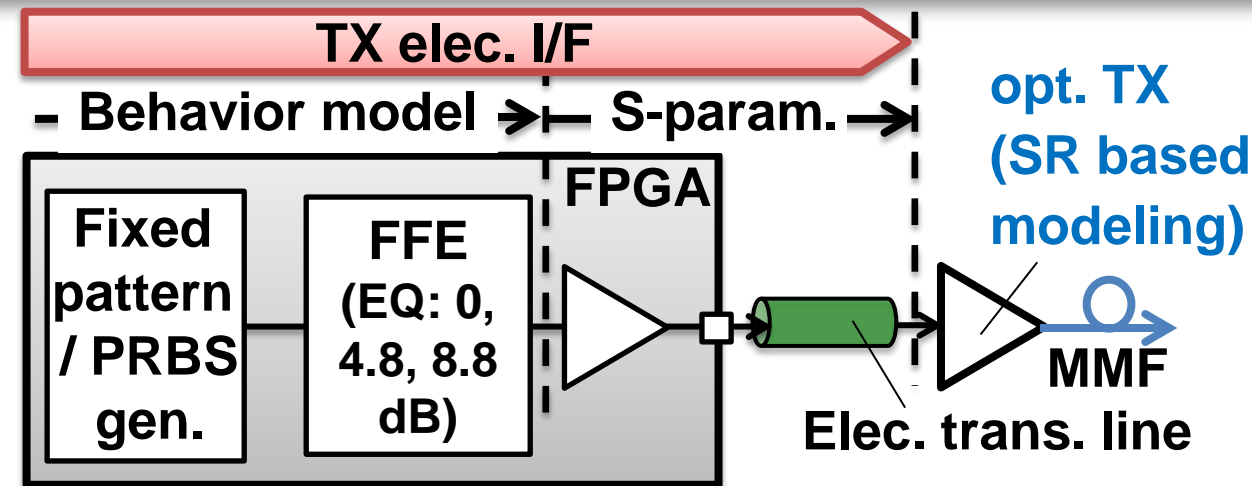 TX elec. I/F
Behavior model
S-param.
opt. TX
(SR based
modeling)
FPGA
Fixed
pattern
/ PRBS
gen.
FFE
(EQ: 0,
4.8, 8.8
dB)
MMF
Elec. trans. line